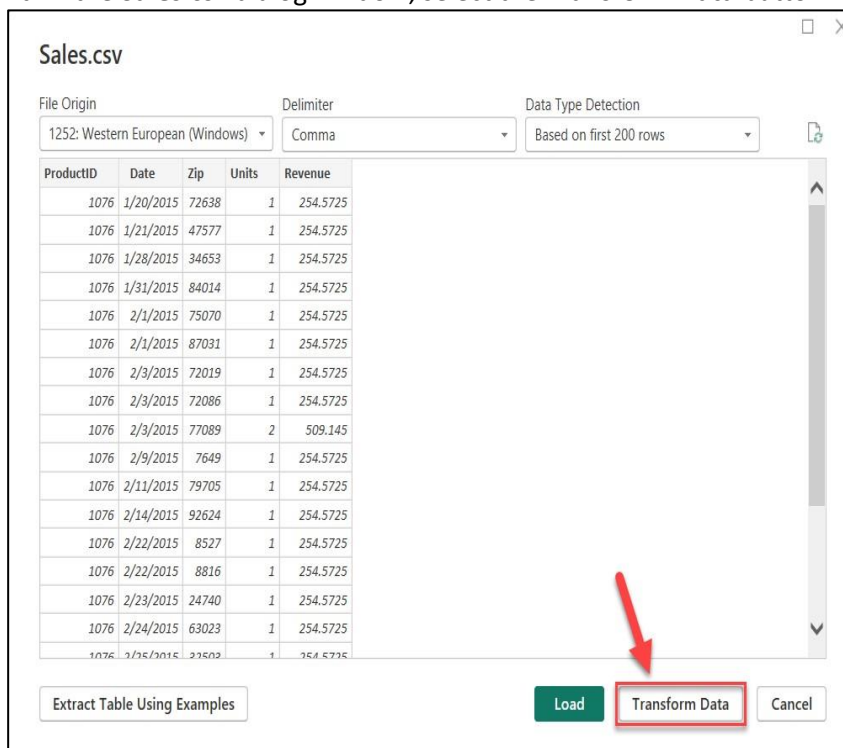 Sales.csv
File Origin Delimiter Data Type Detection
1252: Western European (Windows) Comma Based on first 200 rows
ProductID Date Zip Units Revenue
1076 1/20/2015 72638 1 254.5725
1076 1/21/2015 47577 1 254.5725
1076 1/28/2015 34653 1 254.5725
1076 1/31/2015 84014 1 254.5725
1076 2/1/2015 75070 1 254.5725
1076 2/1/2015 87031 1 254.5725
1076 2/3/2015 72019 1 254.5725
1076 2/3/2015 72086 1 254.5725
1076 2/3/2015 77089 2 509.145
1076 2/9/2015 7649 1 254.5725
1076 2/11/2015 79705 1 254.5725
1076 2/14/2015 92624 1 254.5725
1076 2/22/2015 8527 1 254.5725
1076 2/22/2015 8816 1 254.5725
1076 2/23/2015 24740 1 254.5725
1076 2/24/2015 63023 1 254.5725
1076 2/25/2015 32503 1 254.5725
Extract Table Using Examples Load Transform Data Cancel